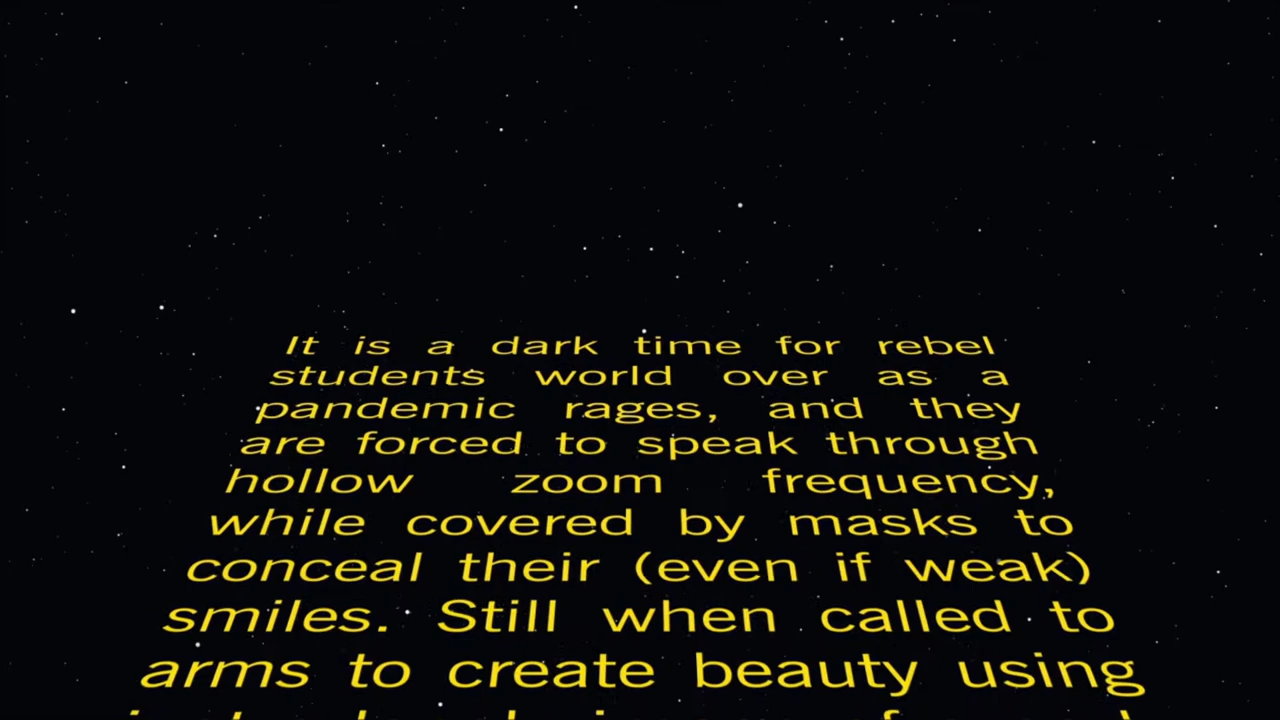 It is a dark time for rebel
students world over as a
pandemic rages, and they
are forced to speak through
hollow zoom frequency,
while covered by masks to
conceal their (even if weak)
smiles. Still when called to
arms to create beauty using